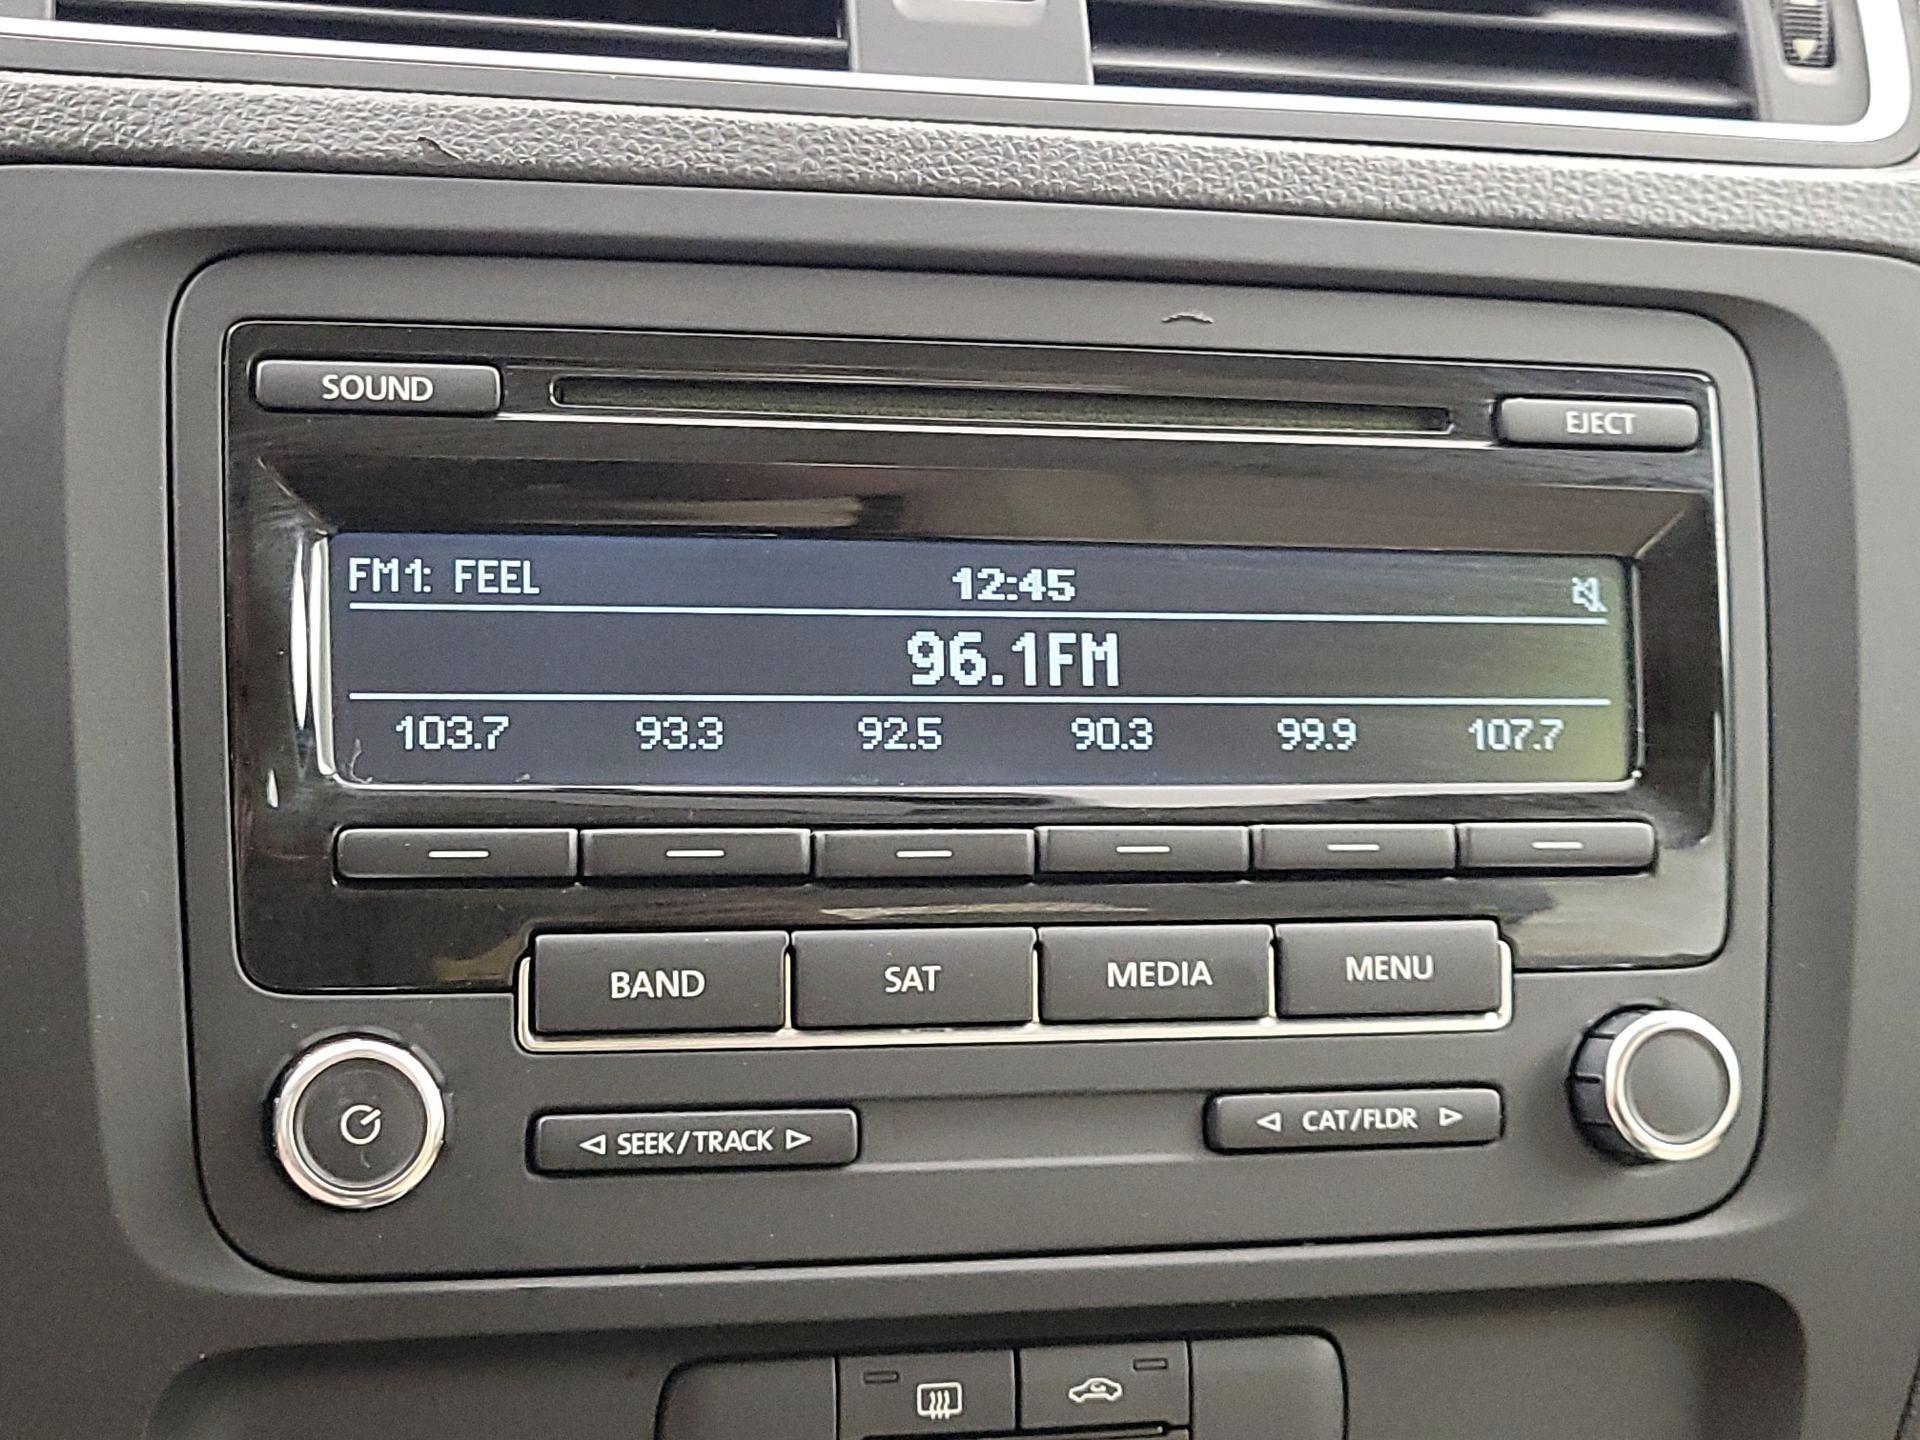 SOUND
EJECT
FM1: FEEL 12:45
96.1FM
103.7 93.3 92.5 90.3 99.9 107.7
BAND SAT MEDIA MENU
SEEK/TRACK CAT/FLDR